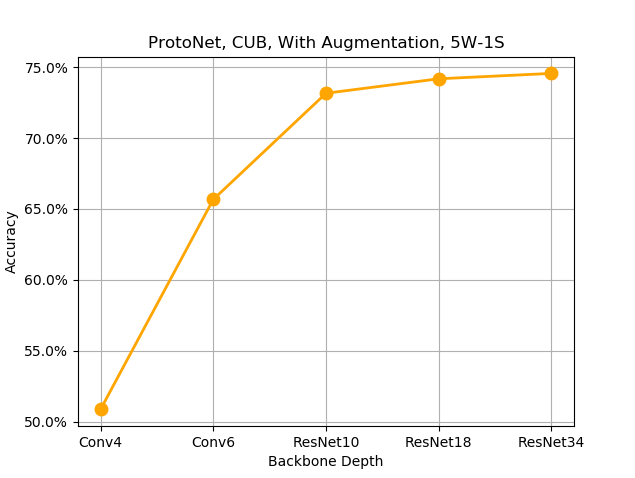 ProtoNet, CUB, With Augmentation, 5W-1S
75.0%
70.0%
65.0%
60.0%
55.0%
50.0%
Accuracy
Conv4 Conv6 ResNet10 ResNet18 ResNet34
Backbone Depth